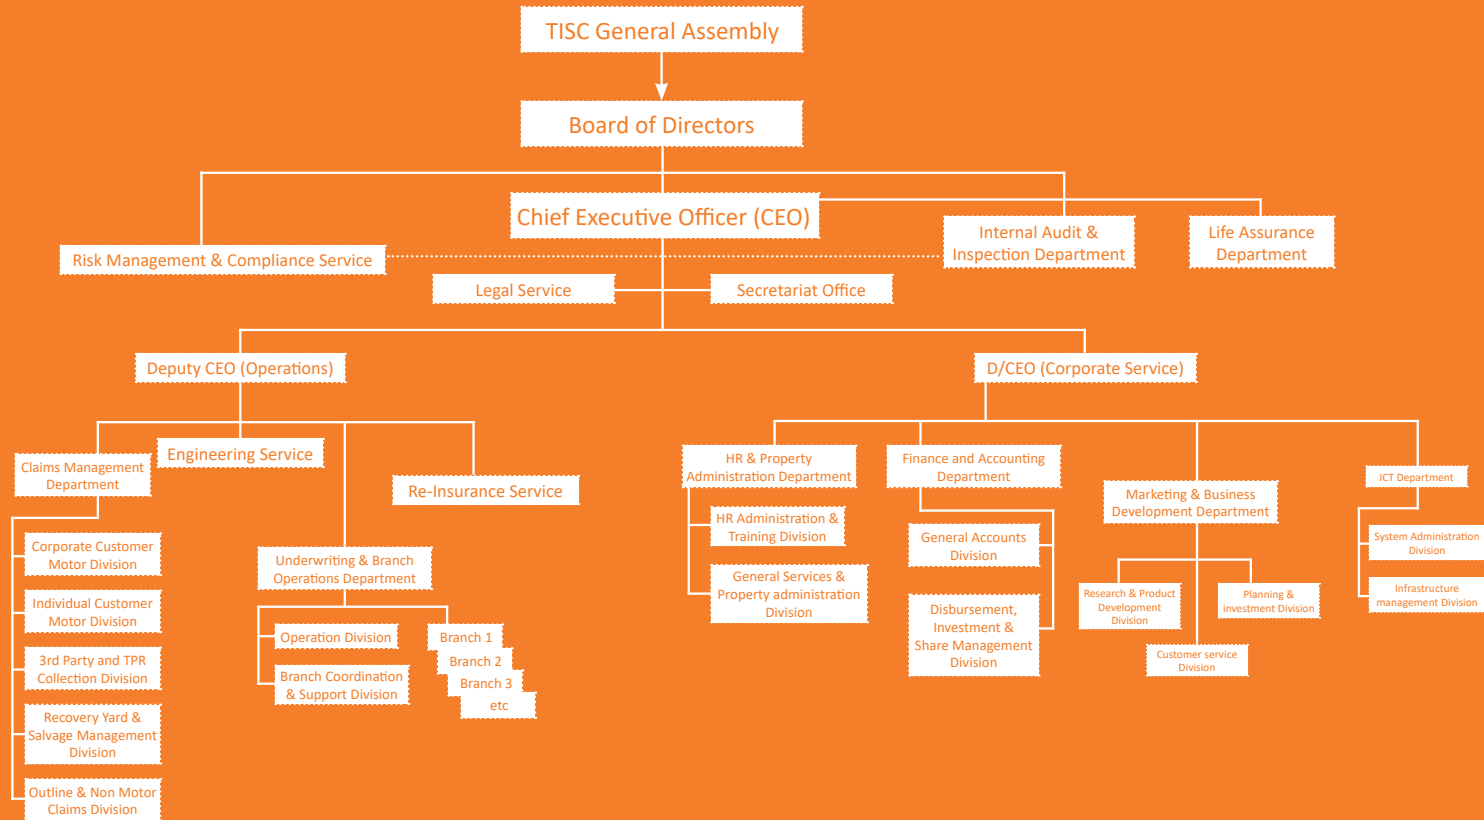 TISC General Assembly
Board of Directors
Chief Executive Officer (CEO)
Internal Audit &
Inspection Department
Life Assurance
Department
Risk Management & Compliance Service
Legal Service
Secretariat Office
Deputy CEO (Operations)
D/CEO (Corporate Service)
Claims Management
Department
Engineering Service
Re-Insurance Service
HR & Property
Administration Department
Finance and Accounting
Department
Marketing & Business
Development Department
ICT Department
Corporate Customer
Motor Division
Individual Customer
Motor Division
3rd Party and TPR
Collection Division
Recovery Yard &
Salvage Management
Division
Outline & Non Motor
Claims Division
Underwriting & Branch
Operations Department
Operation Division
Branch Coordination
& Support Division
Branch 1
Branch 2
Branch 3
etc
HR Administration &
Training Division
General Services &
Property administration
Division
General Accounts
Division
Disbursement,
Investment &
Share Management
Division
Research & Product
Development
Division
Planning &
investment Division
Customer service
Division
System Administration
Division
Infrastructure
management Division